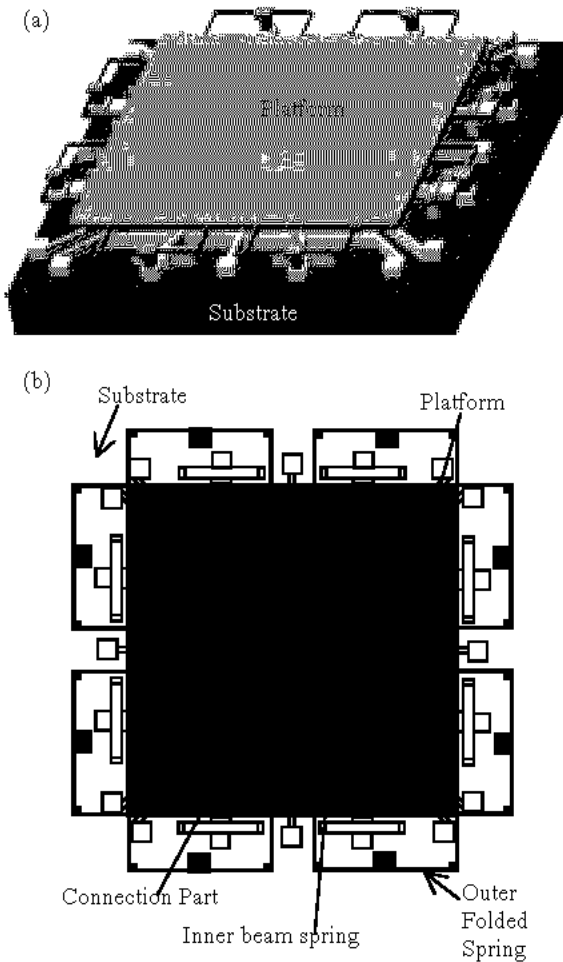 (a)
Platform
Substrate
(b)
Substrate
Platform
Connection Part
Inner beam spring
Outer
Folded
Spring